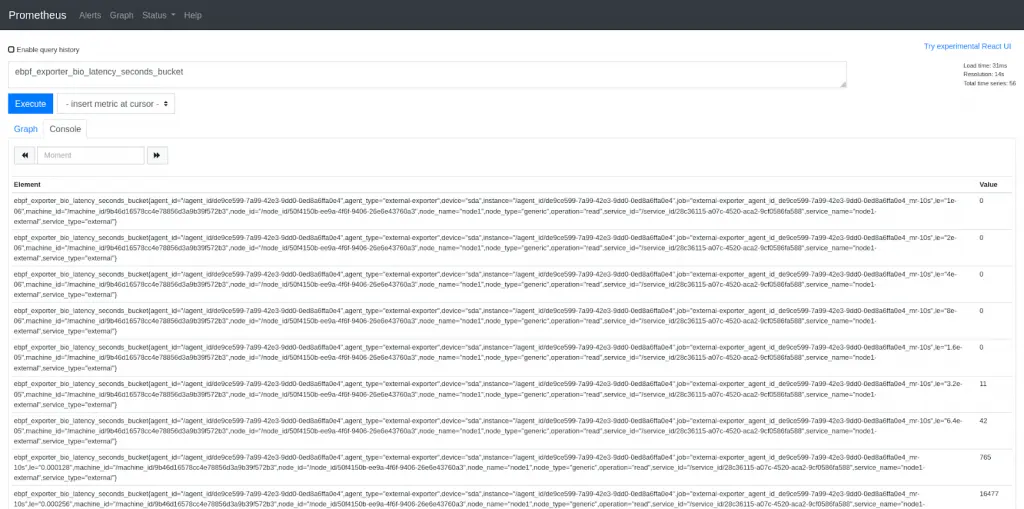 Prometheus Alerts Graph Status Help
Enable query history
Try experimental React UI
ebpf_exporter_bio_latency_seconds_bucket
Load time: 31ms
Resolution: 14s
Total time series: 56
Execute - insert metric at cursor -
Graph Console
Moment
Element Value
ebpf_exporter_bio_latency_seconds_bucket{agent_id="/agent_id/de9ce599-7a99-42e3-9dd0-0ed8a6ffa0e4",agent_type="external-exporter",device="sda",instance="/agent_id/de9ce599-7a99-42e3-9dd0-0ed8a6ffa0e4",job="external-exporter_agent_id_de9ce599-7a99-42e3-9dd0-0ed8a6ffa0e4_mr-10s",le="1e- 0
06",machine_id="/machine_id/9b46d16578cc4e78856d3a9b39f572b3",node_id="/node_id/50f4150b-ee9a-4f6f-9406-26e6e43760a3",node_name="node1",node_type="generic",operation="read",service_id="/service_id/28c36115-a07c-4520-aca2-9cf0586fa588",service_name="node1-
external",service_type="external"}
ebpf_exporter_bio_latency_seconds_bucket{agent_id="/agent_id/de9ce599-7a99-42e3-9dd0-0ed8a6ffa0e4",agent_type="external-exporter",device="sda",instance="/agent_id/de9ce599-7a99-42e3-9dd0-0ed8a6ffa0e4",job="external-exporter_agent_id_de9ce599-7a99-42e3-9dd0-0ed8a6ffa0e4_mr-10s",le="2e- 0
06",machine_id="/machine_id/9b46d16578cc4e78856d3a9b39f572b3",node_id="/node_id/50f4150b-ee9a-4f6f-9406-26e6e43760a3",node_name="node1",node_type="generic",operation="read",service_id="/service_id/28c36115-a07c-4520-aca2-9cf0586fa588",service_name="node1-
external",service_type="external"}
ebpf_exporter_bio_latency_seconds_bucket{agent_id="/agent_id/de9ce599-7a99-42e3-9dd0-0ed8a6ffa0e4",agent_type="external-exporter",device="sda",instance="/agent_id/de9ce599-7a99-42e3-9dd0-0ed8a6ffa0e4",job="external-exporter_agent_id_de9ce599-7a99-42e3-9dd0-0ed8a6ffa0e4_mr-10s",le="4e- 0
06",machine_id="/machine_id/9b46d16578cc4e78856d3a9b39f572b3",node_id="/node_id/50f4150b-ee9a-4f6f-9406-26e6e43760a3",node_name="node1",node_type="generic",operation="read",service_id="/service_id/28c36115-a07c-4520-aca2-9cf0586fa588",service_name="node1-
external",service_type="external"}
ebpf_exporter_bio_latency_seconds_bucket{agent_id="/agent_id/de9ce599-7a99-42e3-9dd0-0ed8a6ffa0e4",agent_type="external-exporter",device="sda",instance="/agent_id/de9ce599-7a99-42e3-9dd0-0ed8a6ffa0e4",job="external-exporter_agent_id_de9ce599-7a99-42e3-9dd0-0ed8a6ffa0e4_mr-10s",le="8e- 0
06",machine_id="/machine_id/9b46d16578cc4e78856d3a9b39f572b3",node_id="/node_id/50f4150b-ee9a-4f6f-9406-26e6e43760a3",node_name="node1",node_type="generic",operation="read",service_id="/service_id/28c36115-a07c-4520-aca2-9cf0586fa588",service_name="node1-
external",service_type="external"}
ebpf_exporter_bio_latency_seconds_bucket{agent_id="/agent_id/de9ce599-7a99-42e3-9dd0-0ed8a6ffa0e4",agent_type="external-exporter",device="sda",instance="/agent_id/de9ce599-7a99-42e3-9dd0-0ed8a6ffa0e4",job="external-exporter_agent_id_de9ce599-7a99-42e3-9dd0-0ed8a6ffa0e4_mr-10s",le="1.6e- 0
05",machine_id="/machine_id/9b46d16578cc4e78856d3a9b39f572b3",node_id="/node_id/50f4150b-ee9a-4f6f-9406-26e6e43760a3",node_name="node1",node_type="generic",operation="read",service_id="/service_id/28c36115-a07c-4520-aca2-9cf0586fa588",service_name="node1-
external",service_type="external"}
ebpf_exporter_bio_latency_seconds_bucket{agent_id="/agent_id/de9ce599-7a99-42e3-9dd0-0ed8a6ffa0e4",agent_type="external-exporter",device="sda",instance="/agent_id/de9ce599-7a99-42e3-9dd0-0ed8a6ffa0e4",job="external-exporter_agent_id_de9ce599-7a99-42e3-9dd0-0ed8a6ffa0e4_mr-10s",le="3.2e- 11
05",machine_id="/machine_id/9b46d16578cc4e78856d3a9b39f572b3",node_id="/node_id/50f4150b-ee9a-4f6f-9406-26e6e43760a3",node_name="node1",node_type="generic",operation="read",service_id="/service_id/28c36115-a07c-4520-aca2-9cf0586fa588",service_name="node1-
external",service_type="external"}
ebpf_exporter_bio_latency_seconds_bucket{agent_id="/agent_id/de9ce599-7a99-42e3-9dd0-0ed8a6ffa0e4",agent_type="external-exporter",device="sda",instance="/agent_id/de9ce599-7a99-42e3-9dd0-0ed8a6ffa0e4",job="external-exporter_agent_id_de9ce599-7a99-42e3-9dd0-0ed8a6ffa0e4_mr-10s",le="6.4e- 42
05",machine_id="/machine_id/9b46d16578cc4e78856d3a9b39f572b3",node_id="/node_id/50f4150b-ee9a-4f6f-9406-26e6e43760a3",node_name="node1",node_type="generic",operation="read",service_id="/service_id/28c36115-a07c-4520-aca2-9cf0586fa588",service_name="node1-
external",service_type="external"}
ebpf_exporter_bio_latency_seconds_bucket{agent_id="/agent_id/de9ce599-7a99-42e3-9dd0-0ed8a6ffa0e4",agent_type="external-exporter",device="sda",instance="/agent_id/de9ce599-7a99-42e3-9dd0-0ed8a6ffa0e4",job="external-exporter_agent_id_de9ce599-7a99-42e3-9dd0-0ed8a6ffa0e4_mr- 765
10s",le="0.000128",machine_id="/machine_id/9b46d16578cc4e78856d3a9b39f572b3",node_id="/node_id/50f4150b-ee9a-4f6f-9406-26e6e43760a3",node_name="node1",node_type="generic",operation="read",service_id="/service_id/28c36115-a07c-4520-aca2-9cf0586fa588",service_name="node1-
external",service_type="external"}
ebpf_exporter_bio_latency_seconds_bucket{agent_id="/agent_id/de9ce599-7a99-42e3-9dd0-0ed8a6ffa0e4",agent_type="external-exporter",device="sda",instance="/agent_id/de9ce599-7a99-42e3-9dd0-0ed8a6ffa0e4",job="external-exporter_agent_id_de9ce599-7a99-42e3-9dd0-0ed8a6ffa0e4_mr- 16477
10s",le="0.000256",machine_id="/machine_id/9b46d16578cc4e78856d3a9b39f572b3",node_id="/node_id/50f4150b-ee9a-4f6f-9406-26e6e43760a3",node_name="node1",node_type="generic",operation="read",service_id="/service_id/28c36115-a07c-4520-aca2-9cf0586fa588",service_name="node1-